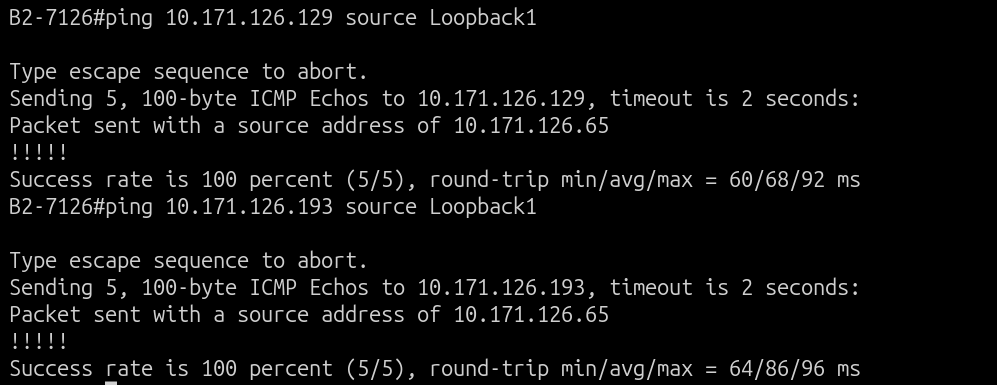 B2-7126#ping 10.171.126.129 source Loopback1
Type escape sequence to abort.
Sending 5, 100-byte ICMP Echos to 10.171.126.129, timeout is 2 seconds:
Packet sent with a source address of 10.171.126.65
!!!!!
Success rate is 100 percent (5/5), round-trip min/avg/max = 60/68/92 ms
B2-7126#ping 10.171.126.193 source Loopback1
Type escape sequence to abort.
Sending 5, 100-byte ICMP Echos to 10.171.126.193, timeout is 2 seconds:
Packet sent with a source address of 10.171.126.65
!!!!!
Success rate is 100 percent (5/5), round-trip min/avg/max = 64/86/96 ms